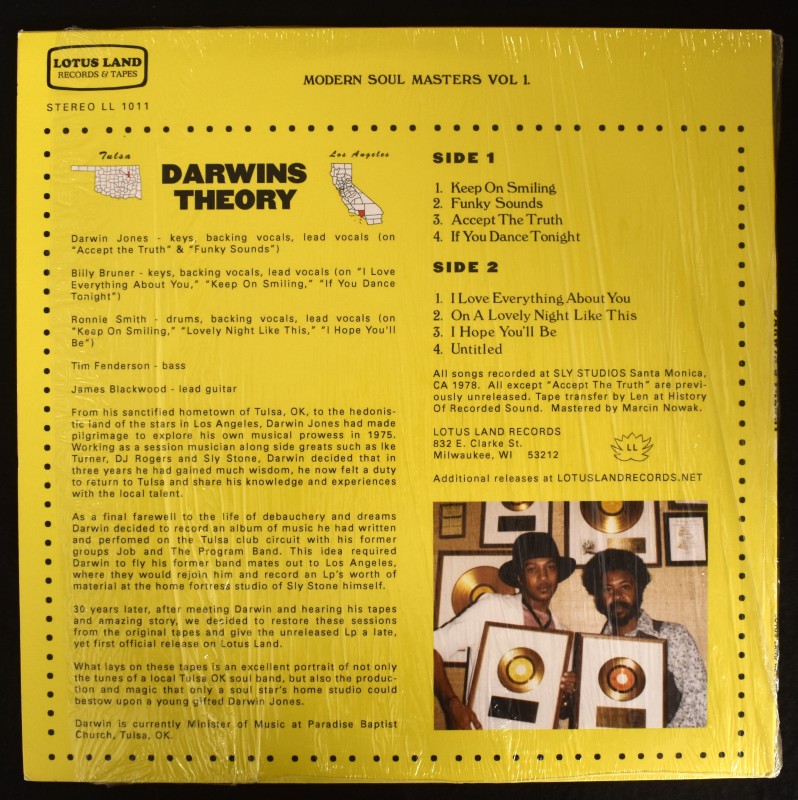 LOTUS LAND
RECORDS & TAPES
MODERN SOUL MASTERS VOL 1.
STEREO LL 1011
Tulsa
Los Angeles
DARWINS
THEORY
Darwin Jones - keys, backing vocals, lead vocals (on
"Accept the Truth" & "Funky Sounds")
Billy Bruner - keys, backing vocals, lead vocals (on "I Love
Everything About You," "Keep On Smiling," "If You Dance
Tonight")
Ronnie Smith - drums, backing vocals, lead vocals (on
"Keep On Smiling," "Lovely Night Like This," "I Hope You'll
Be")
Tim Fenderson - bass
James Blackwood - lead guitar
From his sanctified hometown of Tulsa, OK, to the hedonis-
tic land of the stars in Los Angeles, Darwin Jones had made
pilgrimage to explore his own musical prowess in 1975.
Working as a session musician along side greats such as Ike
Turner, DJ Rogers and Sly Stone, Darwin decided that in
three years he had gained much wisdom, he now felt a duty
to return to Tulsa and share his knowledge and experiences
with the local talent.
As a final farewell to the life of debauchery and dreams
Darwin decided to record an album of music he had written
and perfomed on the Tulsa club circuit with his former
groups Job and The Program Band. This idea required
Darwin to fly his former band mates out to Los Angeles,
where they would rejoin him and record an Lp's worth of
material at the home fortress studio of Sly Stone himself.
30 years later, after meeting Darwin and hearing his tapes
and amazing story, we decided to restore these sessions
from the original tapes and give the unreleased Lp a late,
yet first official release on Lotus Land.
What lays on these tapes is an excellent portrait of not only
the tunes of a local Tulsa OK soul band, but also the produc-
tion and magic that only a soul star's home studio could
bestow upon a young gifted Darwin Jones.
Darwin is currently Minister of Music at Paradise Baptist
Church, Tulsa, OK.
SIDE 1
1. Keep On Smiling
2. Funky Sounds
3. Accept The Truth
4. If You Dance Tonight
SIDE 2
1. I Love Everything About You
2. On A Lovely Night Like This
3. I Hope You'll Be
4. Untitled
All songs recorded at SLY STUDIOS Santa Monica,
CA 1978. All except "Accept The Truth" are previ-
ously unreleased. Tape transfer by Len at History
Of Recorded Sound. Mastered by Marcin Nowak.
LOTUS LAND RECORDS
832 E. Clarke St.
Milwaukee, WI 53212
LL
Additional releases at LOTUSLANDRECORDS.NET